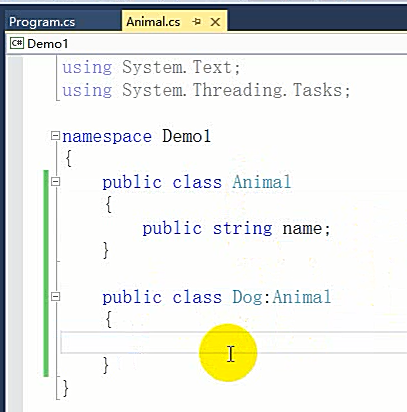 Program.cs Animal.cs
C# Demo1
using System.Text;
using System.Threading.Tasks;
namespace Demo1
{
public class Animal
{
public string name;
}
public class Dog:Animal
{
}
}